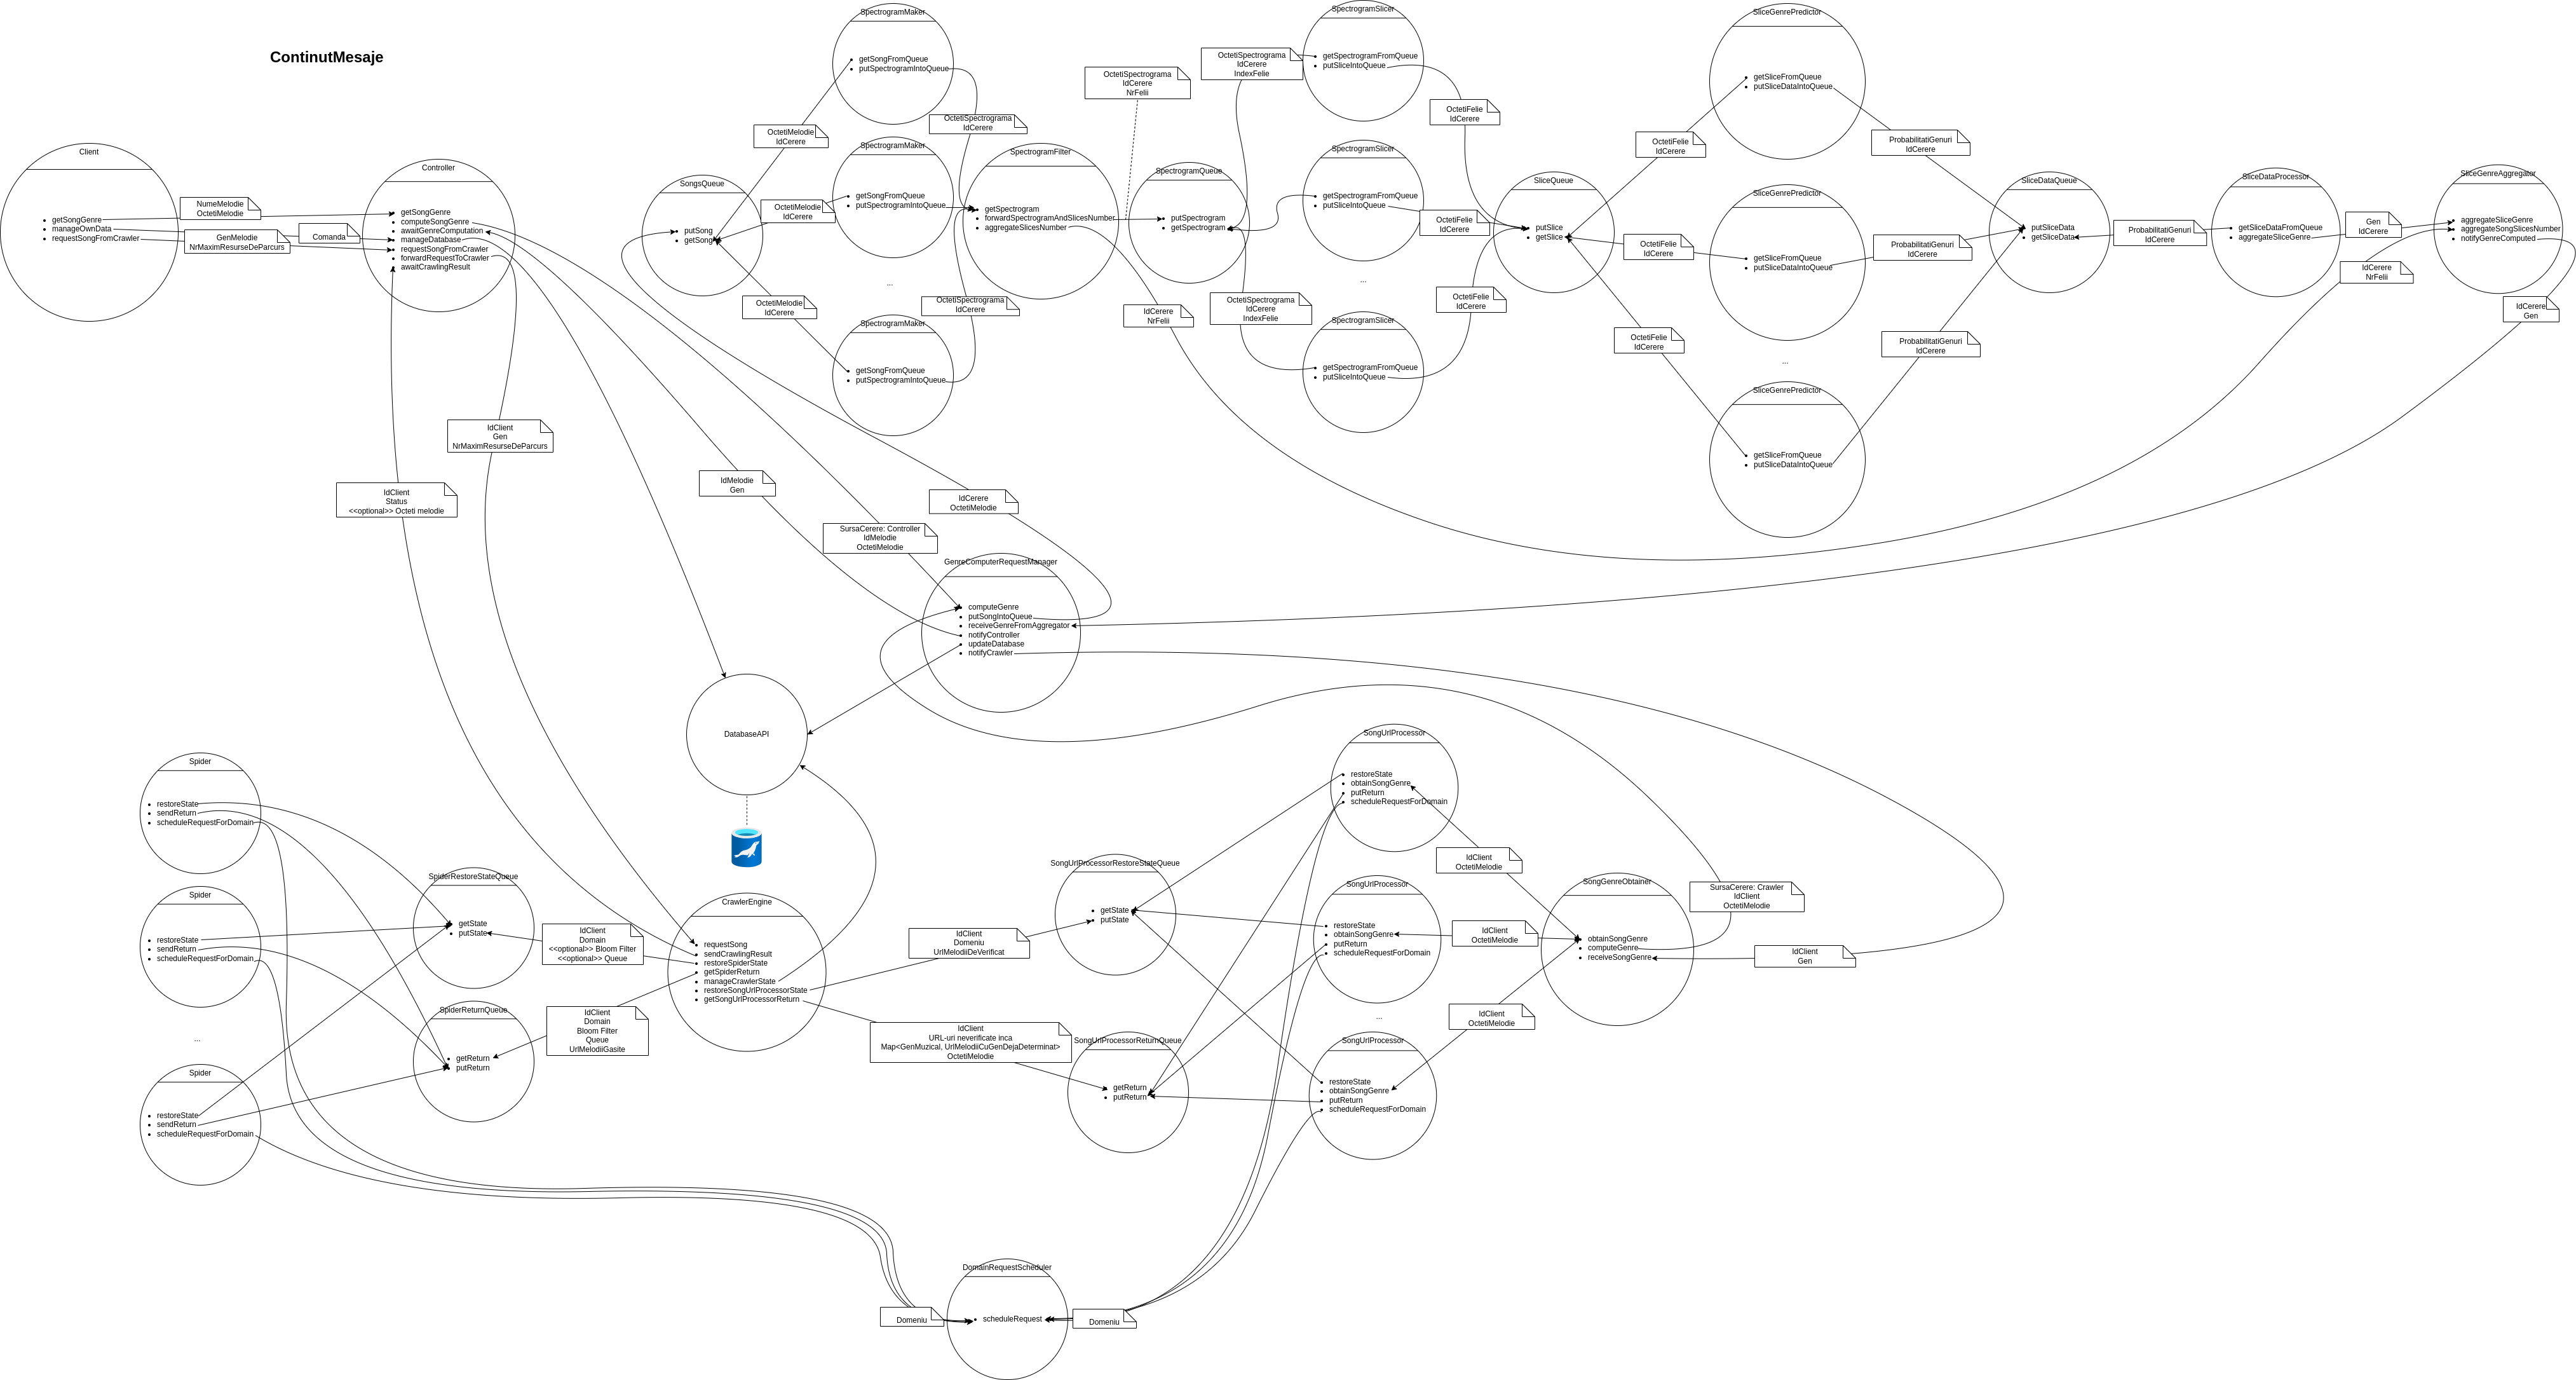 ContinutMesaje
Client
getSongGenre
manageOwnData
requestSongFromCrawler
NumeMelodie
OctetiMelodie
GenMelodie
NrMaximResurseDeParcurs
Comanda
Controller
getSongGenre
computeSongGenre
awaitGenreComputation
manageDatabase
requestSongFromCrawler
forwardRequestToCrawler
awaitCrawlingResult
SongsQueue
putSong
getSong
OctetiMelodie
IdCerere
OctetiMelodie
IdCerere
OctetiMelodie
IdCerere
SpectrogramMaker
getSongFromQueue
putSpectrogramIntoQueue
SpectrogramMaker
getSongFromQueue
putSpectrogramIntoQueue
...
SpectrogramMaker
getSongFromQueue
putSpectrogramIntoQueue
OctetiSpectrograma
IdCerere
OctetiSpectrograma
IdCerere
SpectrogramFilter
getSpectrogram
forwardSpectrogramAndSlicesNumber
aggregateSlicesNumber
OctetiSpectrograma
IdCerere
NrFelii
IdCerere
NrFelii
SpectrogramQueue
putSpectrogram
getSpectrogram
OctetiSpectrograma
IdCerere
IndexFelie
OctetiSpectrograma
IdCerere
IndexFelie
SpectrogramSlicer
getSpectrogramFromQueue
putSliceIntoQueue
SpectrogramSlicer
getSpectrogramFromQueue
putSliceIntoQueue
...
SpectrogramSlicer
getSpectrogramFromQueue
putSliceIntoQueue
OctetiFelie
IdCerere
OctetiFelie
IdCerere
OctetiFelie
IdCerere
SliceQueue
putSlice
getSlice
OctetiFelie
IdCerere
OctetiFelie
IdCerere
OctetiFelie
IdCerere
SliceGenrePredictor
getSliceFromQueue
putSliceDataIntoQueue
SliceGenrePredictor
getSliceFromQueue
putSliceDataIntoQueue
...
SliceGenrePredictor
getSliceFromQueue
putSliceDataIntoQueue
ProbabilitatiGenuri
IdCerere
ProbabilitatiGenuri
IdCerere
ProbabilitatiGenuri
IdCerere
SliceDataQueue
putSliceData
getSliceData
ProbabilitatiGenuri
IdCerere
SliceDataProcessor
getSliceDataFromQueue
aggregateSliceGenre
Gen
IdCerere
IdCerere
NrFelii
SliceGenreAggregator
aggregateSliceGenre
aggregateSongSlicesNumber
notifyGenreComputed
IdCerere
Gen
IdClient
Gen
NrMaximResurseDeParcurs
IdClient
Status
<<optional>> Octeti melodie
IdMelodie
Gen
SursaCerere: Controller
IdMelodie
OctetiMelodie
IdCerere
OctetiMelodie
GenreComputerRequestManager
computeGenre
putSongIntoQueue
receiveGenreFromAggregator
notifyController
updateDatabase
notifyCrawler
DatabaseAPI
Spider
restoreState
sendReturn
scheduleRequestForDomain
Spider
restoreState
sendReturn
scheduleRequestForDomain
...
Spider
restoreState
sendReturn
scheduleRequestForDomain
SpiderRestoreStateQueue
getState
putState
SpiderReturnQueue
getReturn
putReturn
IdClient
Domain
<<optional>> Bloom Filter
<<optional>> Queue
IdClient
Domain
Bloom Filter
Queue
UrlMelodiiGasite
CrawlerEngine
requestSong
sendCrawlingResult
restoreSpiderState
getSpiderReturn
manageCrawlerState
restoreSongUrlProcessorState
getSongUrlProcessorReturn
IdClient
Domeniu
UrlMelodiiDeVerificat
IdClient
URL-uri neverificate inca
Map<GenMuzical, UrlMelodiiCuGenDejaDeterminat>
OctetiMelodie
SongUrlProcessorRestoreStateQueue
getState
putState
SongUrlProcessorReturnQueue
getReturn
putReturn
SongUrlProcessor
restoreState
obtainSongGenre
putReturn
scheduleRequestForDomain
SongUrlProcessor
restoreState
obtainSongGenre
putReturn
scheduleRequestForDomain
...
SongUrlProcessor
restoreState
obtainSongGenre
putReturn
scheduleRequestForDomain
IdClient
OctetiMelodie
IdClient
OctetiMelodie
IdClient
OctetiMelodie
SongGenreObtainer
obtainSongGenre
computeGenre
receiveSongGenre
SursaCerere: Crawler
IdClient
OctetiMelodie
IdClient
Gen
DomainRequestScheduler
scheduleRequest
Domeniu
Domeniu